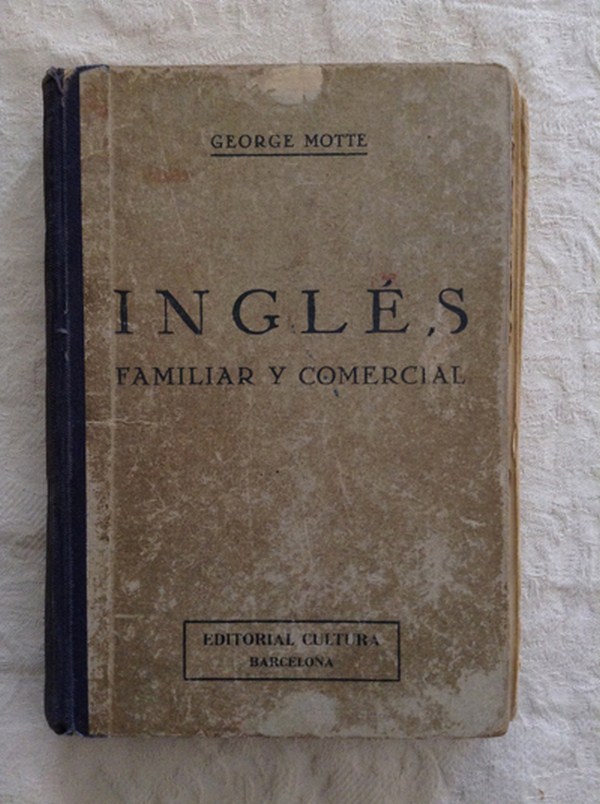 GEORGE MOTTE
INGLÉS
FAMILIAR Y COMERCIAL
EDITORIAL CULTURA
BARCELONA